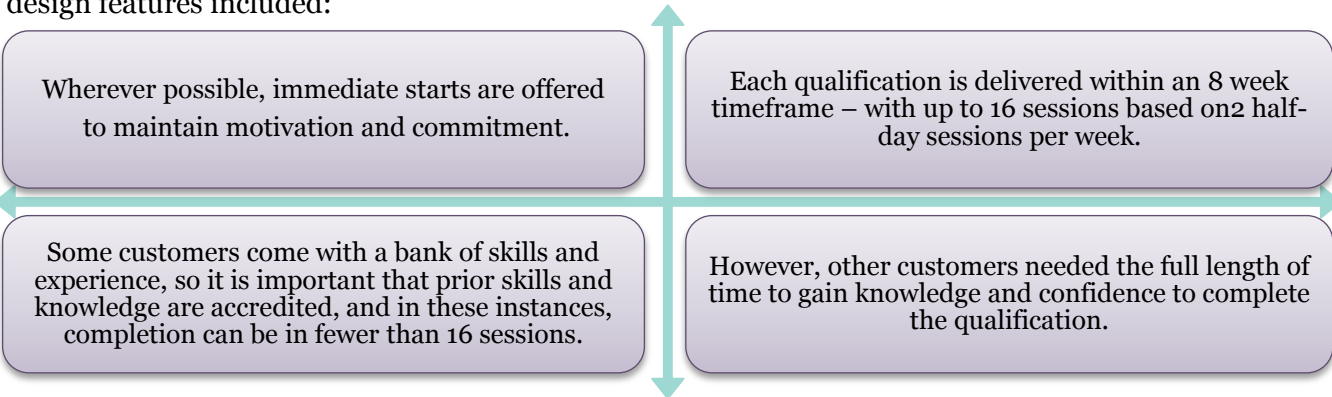 design features included:
Wherever possible, immediate starts are offered
to maintain motivation and commitment.
Each qualification is delivered within an 8 week
timeframe – with up to 16 sessions based on2 half-
day sessions per week.
Some customers come with a bank of skills and
experience, so it is important that prior skills and
knowledge are accredited, and in these instances,
completion can be in fewer than 16 sessions.
However, other customers needed the full length of
time to gain knowledge and confidence to complete
the qualification.